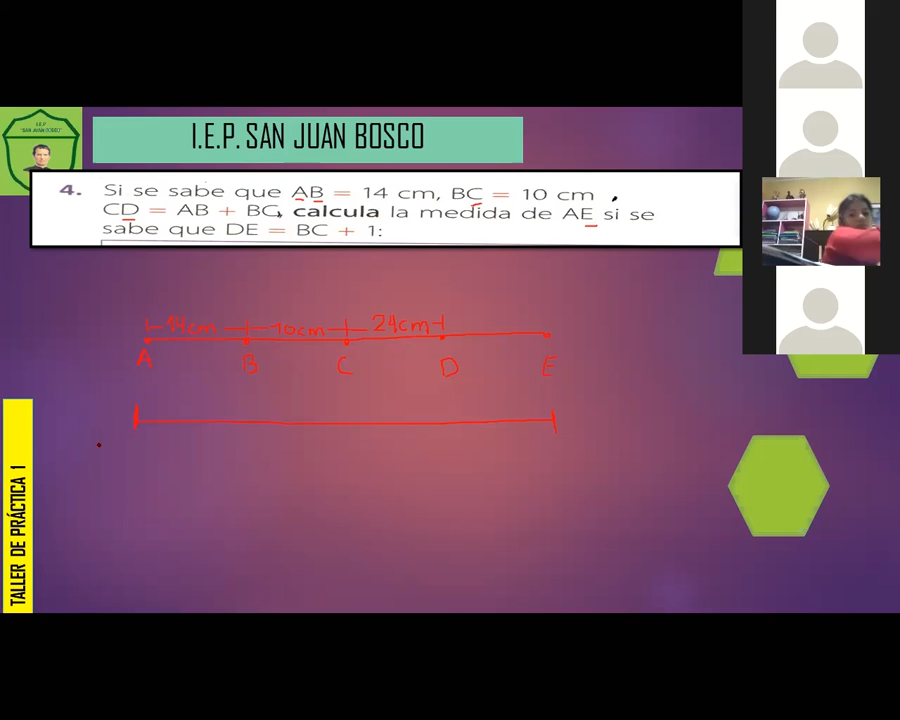 I.E.P. SAN JUAN BOSCO
I.E.P
"SAN JUAN BOSCO"
4. Si se sabe que AB = 14 cm, BC = 10 cm ,
CD = AB + BC, calcula la medida de AE si se
sabe que DE = BC + 1:
14cm 10cm 24cm
A B C D E
TALLER DE PRÁCTICA 1